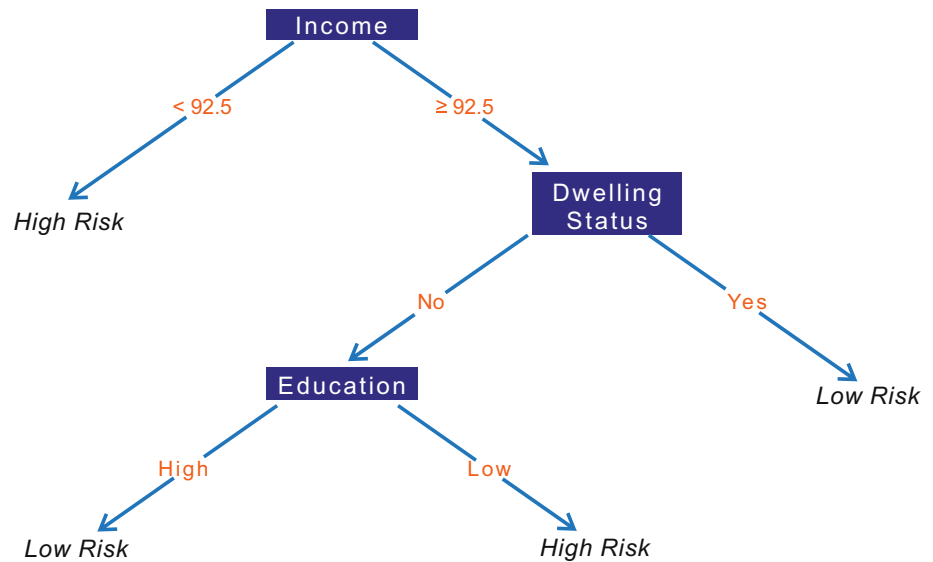 Income
< 92.5
≥ 92.5
Dwelling
Status
High Risk
No
Yes
Education
Low Risk
High
Low
Low Risk
High Risk